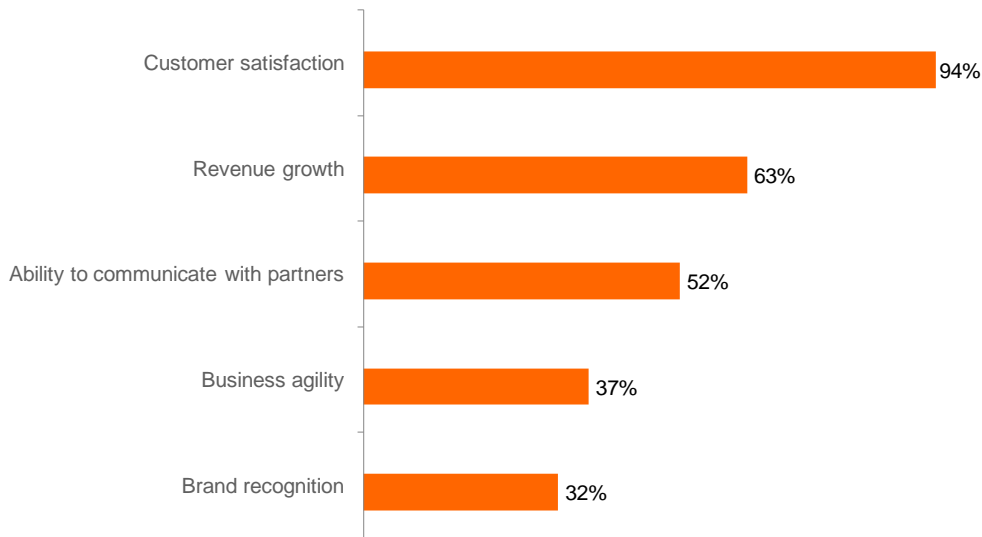 Customer satisfaction 94%
Revenue growth 63%
Ability to communicate with partners 52%
Business agility 37%
Brand recognition 32%